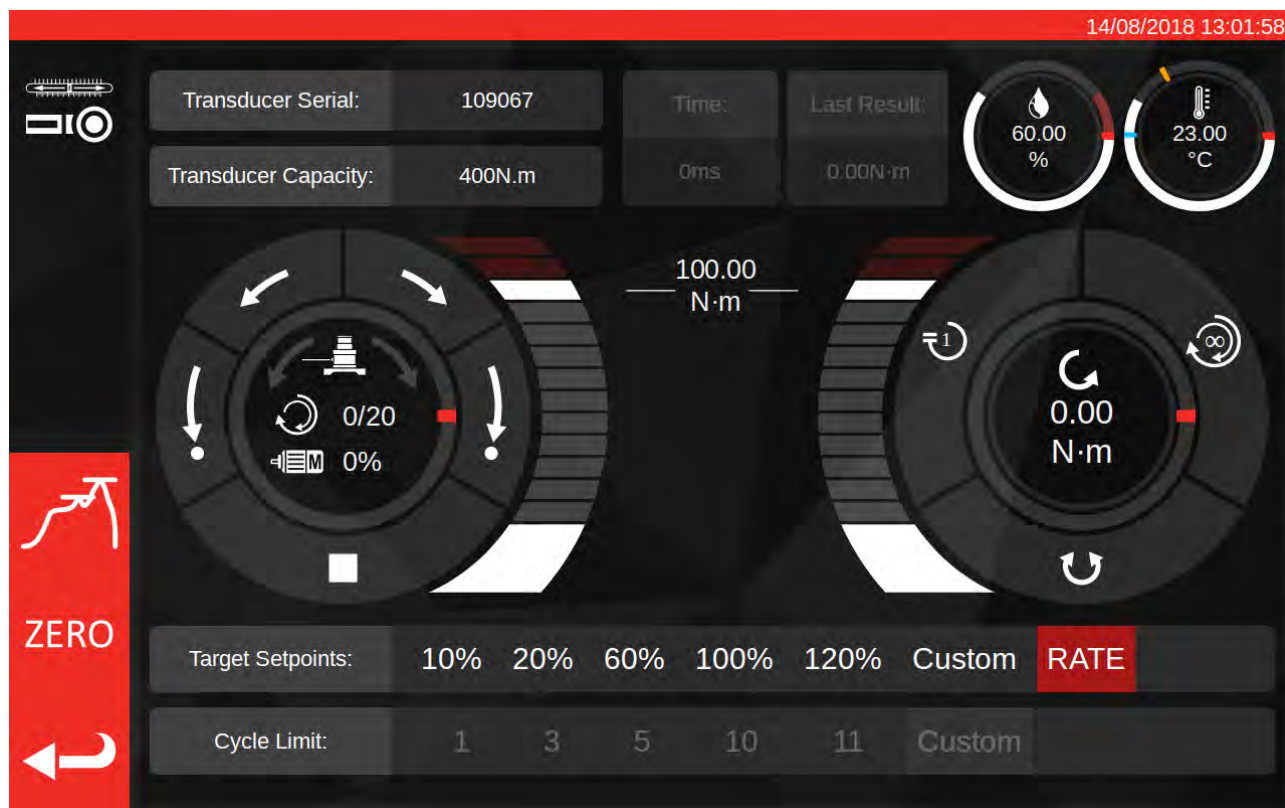 14/08/2018 13:01:58
Transducer Serial: 109067
Time:
Last Result:
60.00
%
23.00
°C
Transducer Capacity: 400N.m
0ms
0.00N·m
100.00
N·m
1
∞
0/20
M 0%
0.00
N·m
ZERO
Target Setpoints: 10% 20% 60% 100% 120% Custom RATE
Cycle Limit: 1 3 5 10 11 Custom